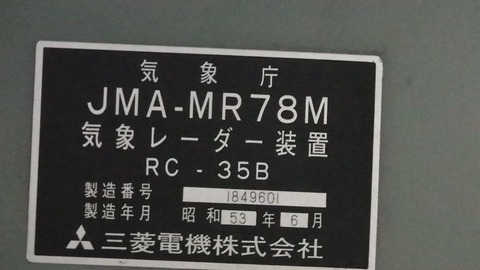 気象庁
JMA-MR78M
気象レーダー装置
RC-35B
製造番号 1849601
製造年月 昭和53年6月
三菱電機株式会社